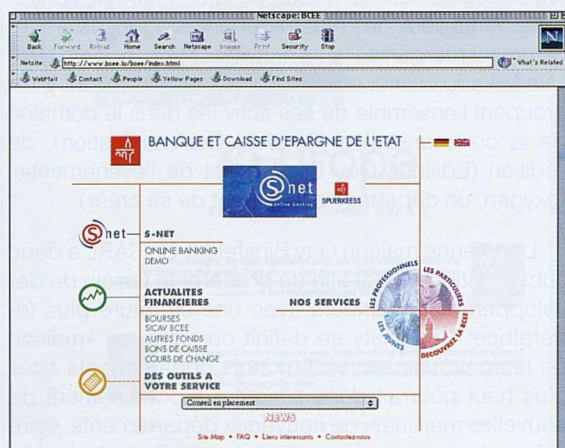 Netscape: BCEE
Back Forward Reload Home Search Netscape Images Print Security Stop
N
Netsite: http://www.bcee.lu/bcee/index.html What's Related
WebMail Contact People Yellow Pages Download Find Sites
BANQUE ET CAISSE D'EPARGNE DE L'ETAT
S net
online banking
SPUERKEESS
S net
S-NET
ONLINE BANKING
DEMO
ACTUALITE
FINANCIERES
BOURSES
SICAV BCEE
AUTRES FONDS
BONS DE CAISSE
COURS DE CHANGE
NOS SERVICES
LES PROFESSIONNELS
LES PARTICULIERS
LES JEUNES
DECOUVREZ LA BCEE
DES OUTILS A
VOTRE SERVICE
Conseil en placement
NEWS
Site Map • FAQ • Liens interessants • Contactez-nous